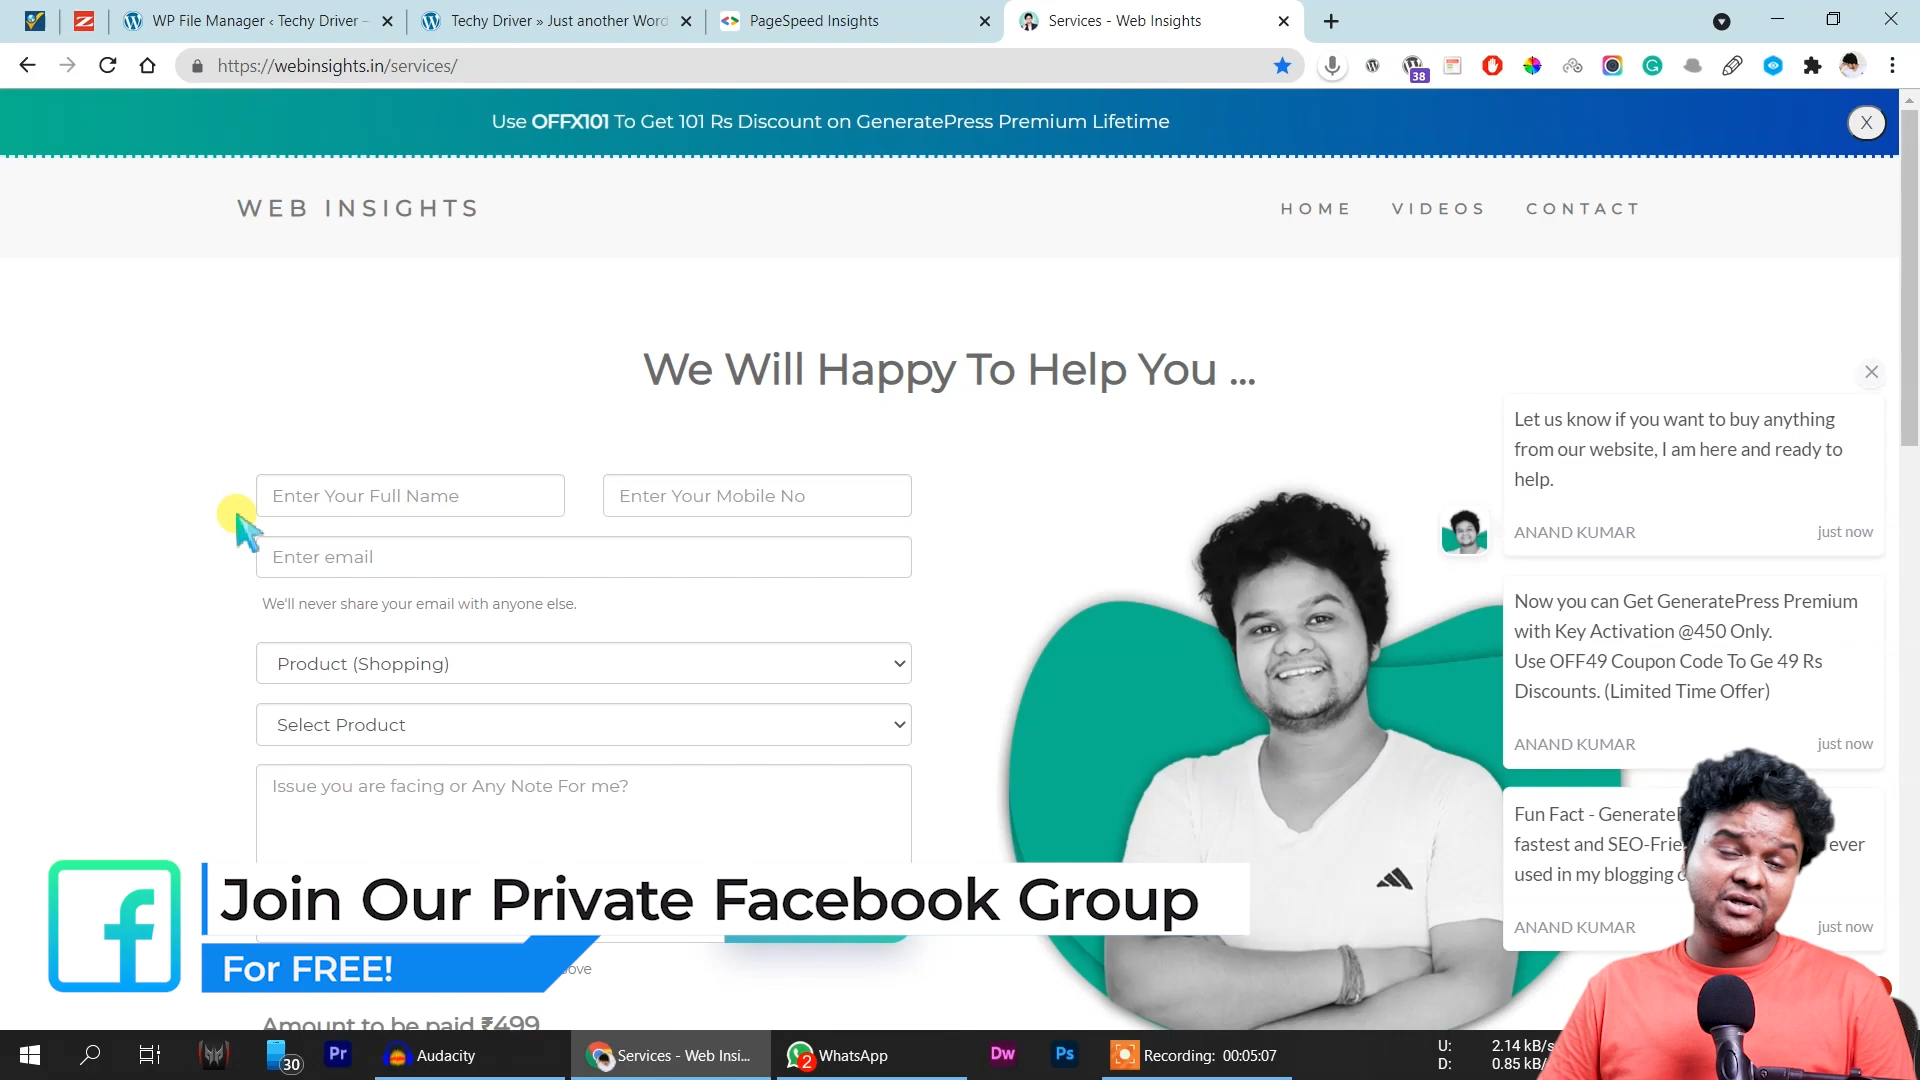 WP File Manager ‹ Techy Driver –
Techy Driver » Just another Word
PageSpeed Insights
Services - Web Insights
https://webinsights.in/services/
38
Use OFFX101 To Get 101 Rs Discount on GeneratePress Premium Lifetime
X
WEB INSIGHTS
HOME
VIDEOS
CONTACT
We Will Happy To Help You ...
Enter Your Full Name
Enter Your Mobile No
Enter email
We'll never share your email with anyone else.
Product (Shopping)
Select Product
Issue you are facing or Any Note For me?
Let us know if you want to buy anything
from our website, I am here and ready to
help.
ANAND KUMAR
just now
Now you can Get GeneratePress Premium
with Key Activation @450 Only.
Use OFF49 Coupon Code To Ge 49 Rs
Discounts. (Limited Time Offer)
ANAND KUMAR
just now
Fun Fact - Generate
fastest and SEO-Frie ever
used in my blogging
ANAND KUMAR
just now
Join Our Private Facebook Group
For FREE!
Amount to be paid ₹499
30
Pr
Audacity
Services - Web Insi...
2
WhatsApp
Dw
Ps
Recording: 00:05:07
U: 2.14 kB/s
D: 0.85 kB/